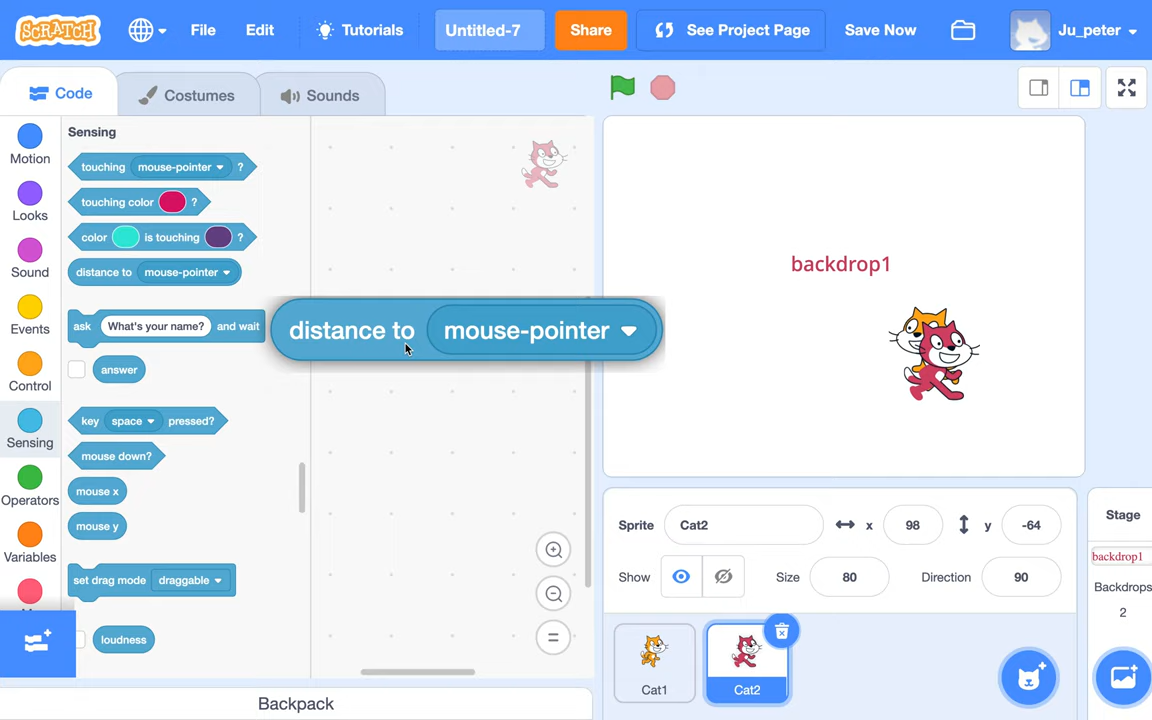 SCRATCH
File
Edit
Tutorials
Untitled-7
Share
See Project Page
Save Now
Ju_peter
Code
Costumes
Sounds
Motion
Looks
Sound
Events
Control
Sensing
Operators
Variables
Sensing
touching mouse-pointer ?
touching color ?
color is touching ?
distance to mouse-pointer
ask What's your name? and wait
answer
key space pressed?
mouse down?
mouse x
mouse y
set drag mode draggable
loudness
distance to mouse-pointer
backdrop1
Sprite Cat2 x 98 y -64
Show Size 80 Direction 90
Cat1
Cat2
Stage
backdrop1
Backdrops
2
Backpack